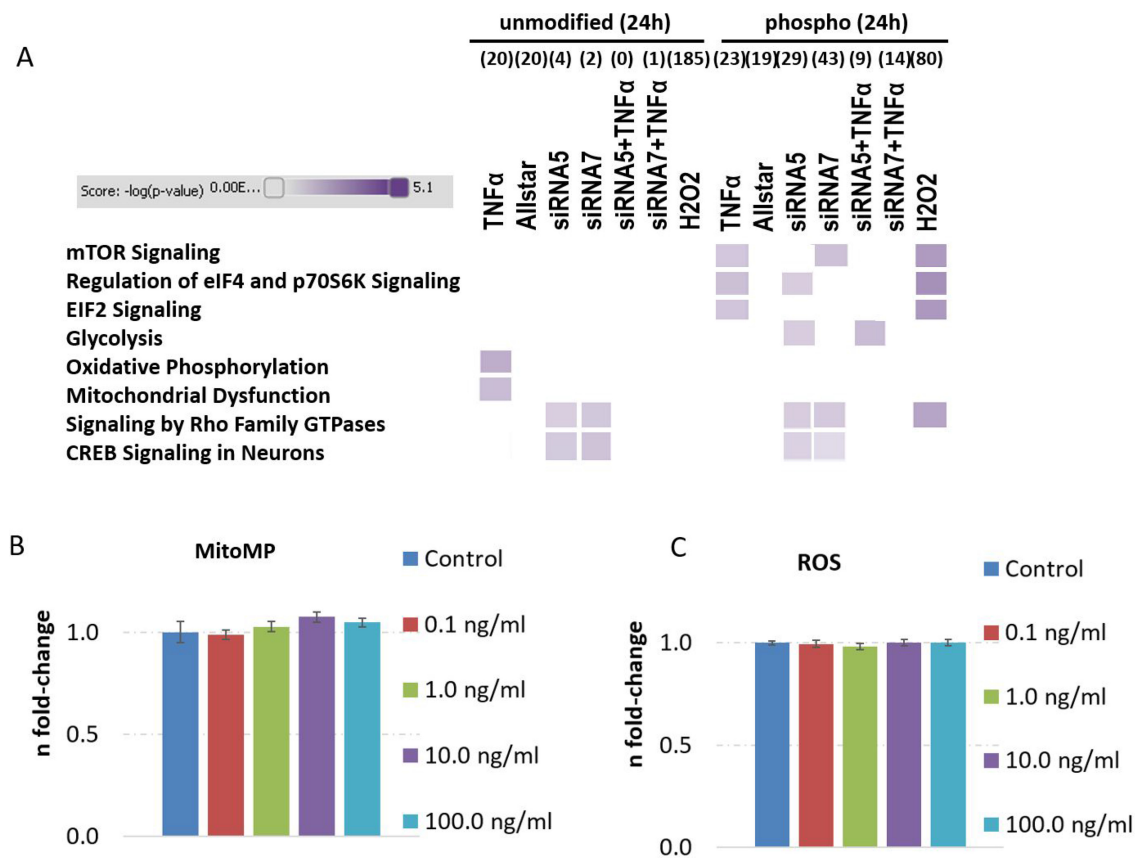 unmodified (24h) phospho (24h)
A
(20)(20)(4) (2) (0) (1)(185) (23)(19)(29) (43) (9) (14)(80)
TNFα Allstar siRNA5 siRNA7 siRNA5+TNFα siRNA7+TNFα H2O2 TNFα Allstar siRNA5 siRNA7 siRNA5+TNFα siRNA7+TNFα H2O2
Score: -log(p-value) 0.00E... 5.1
mTOR Signaling
Regulation of eIF4 and p70S6K Signaling
EIF2 Signaling
Glycolysis
Oxidative Phosphorylation
Mitochondrial Dysfunction
Signaling by Rho Family GTPases
CREB Signaling in Neurons
B
MitoMP
n fold-change
1.0
0.5
0.0
Control
0.1 ng/ml
1.0 ng/ml
10.0 ng/ml
100.0 ng/ml
C
ROS
n fold-change
1.0
0.5
0.0
Control
0.1 ng/ml
1.0 ng/ml
10.0 ng/ml
100.0 ng/ml